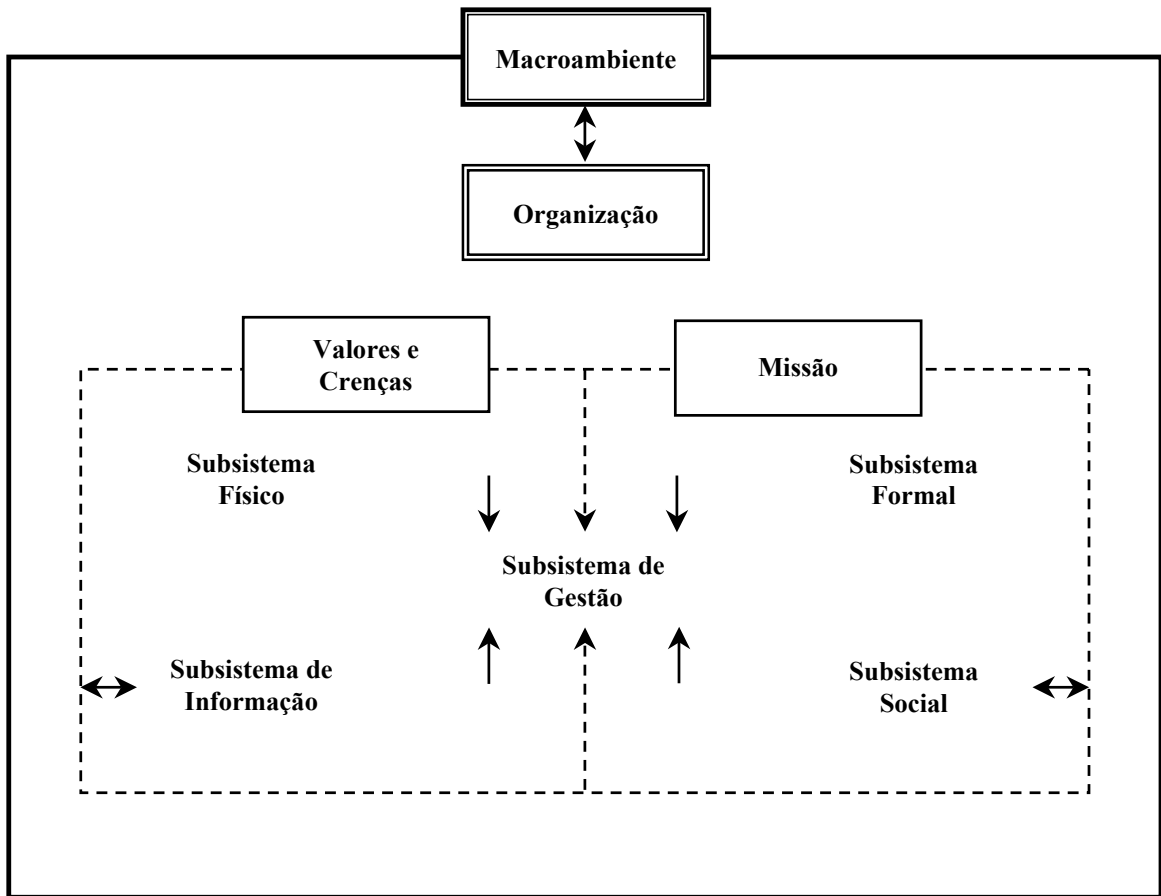 Macroambiente
Organização
Valores e
Crenças
Missão
Subsistema
Físico
Subsistema
Formal
Subsistema de
Gestão
Subsistema de
Informação
Subsistema
Social